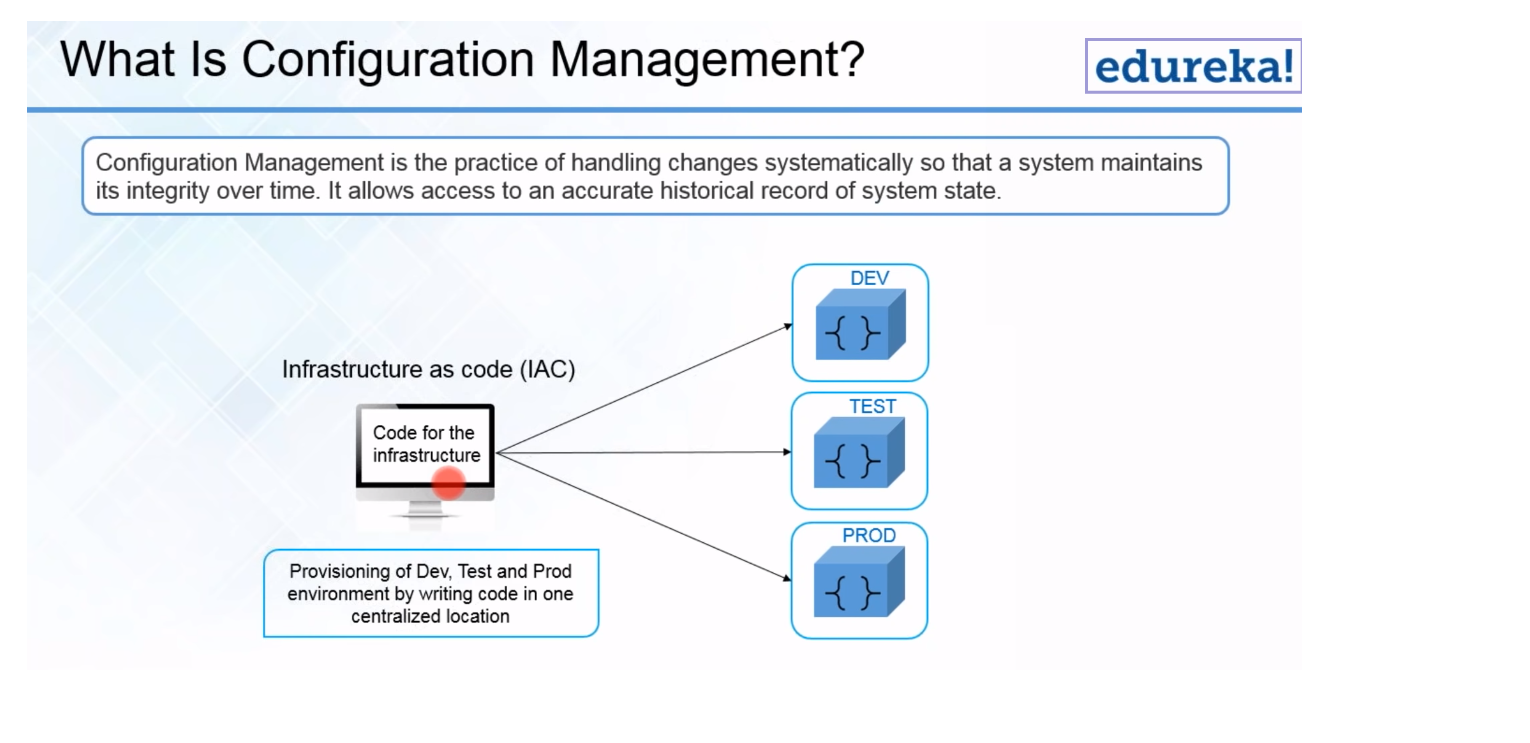 What Is Configuration Management?
edureka!
Configuration Management is the practice of handling changes systematically so that a system maintains
its integrity over time. It allows access to an accurate historical record of system state.
DEV
{ }
Infrastructure as code (IAC)
Code for the
infrastructure
TEST
{ }
PROD
{ }
Provisioning of Dev, Test and Prod
environment by writing code in one
centralized location